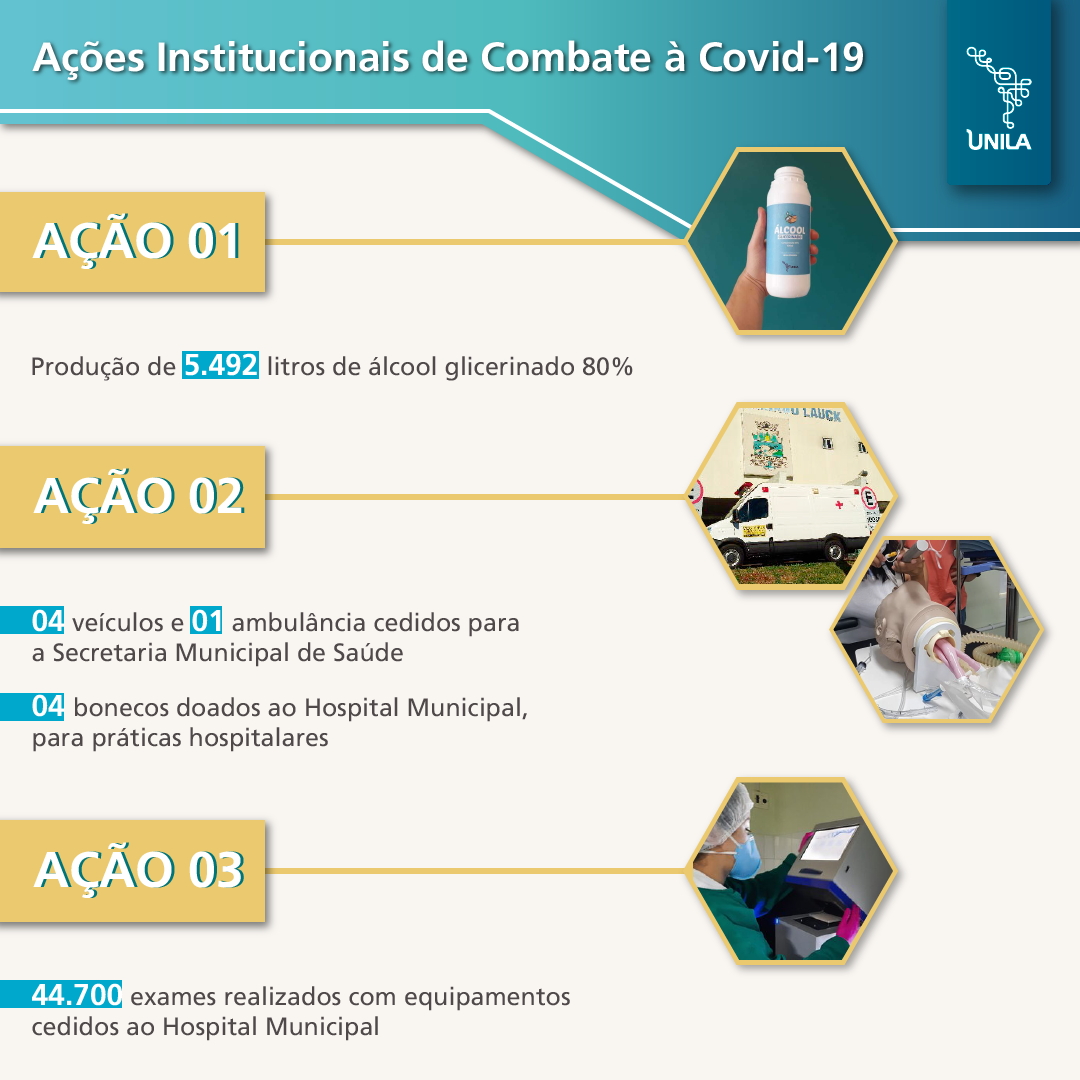 Ações Institucionais de Combate à Covid-19
UNILA
AÇÃO 01
ÁLCOOL
UNILA
Produção de 5.492 litros de álcool glicerinado 80%
LAUCK
AÇÃO 02
E
04 veículos e 01 ambulância cedidos para
a Secretaria Municipal de Saúde
04 bonecos doados ao Hospital Municipal,
para práticas hospitalares
AÇÃO 03
44.700 exames realizados com equipamentos
cedidos ao Hospital Municipal